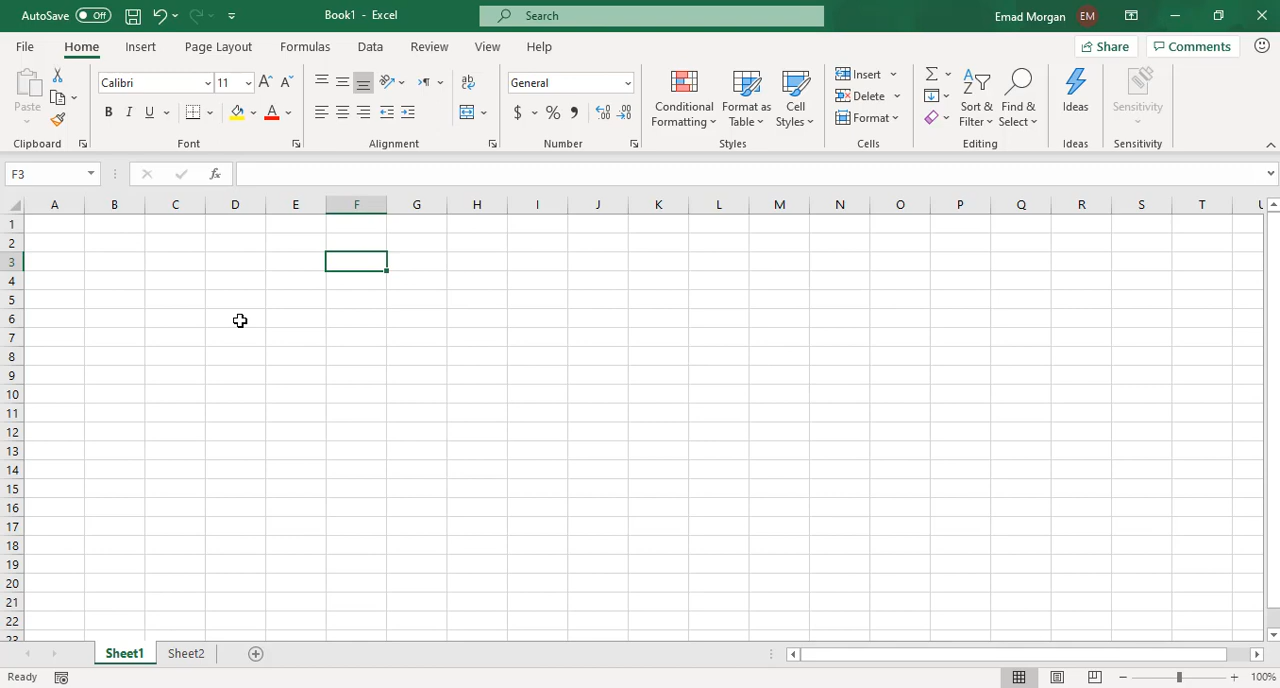 AutoSave Off Book1 - Excel Search Emad Morgan EM
File Home Insert Page Layout Formulas Data Review View Help Share Comments
Paste Calibri 11 General Conditional Formatting Format as Table Cell Styles Insert Delete Format Sort & Filter Find & Select Ideas Sensitivity
B I U A $ % 
Clipboard Font Alignment Number Styles Cells Editing Ideas Sensitivity
F3 fx
A B C D E F G H I J K L M N O P Q R S T U
1
2
3
4
5
6
7
8
9
10
11
12
13
14
15
16
17
18
19
20
21
22
23
Sheet1 Sheet2
Ready 100%